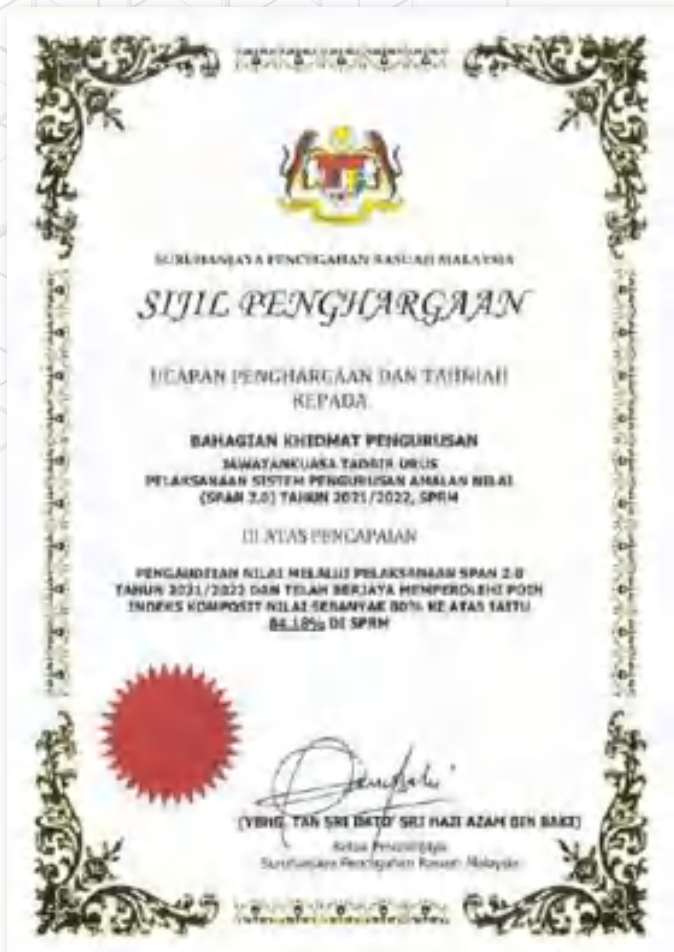 SURUHANJAYA PENCEGAHAN RASUAH MALAYSIA
SIJIL PENGHARGAAN
UCAPAN PENGHARGAAN DAN TAHNIAH
KEPADA
BAHAGIAN KHIDMAT PENGURUSAN
JAWATANKUASA TADBIR URUS
PELAKSANAAN SISTEM PENGURUSAN AMALAN NILAI
(SPAN 2.0) TAHUN 2021/2022, SPRM
DI ATAS PENCAPAIAN
PENGAUDITAN NILAI MELALUI PELAKSANAAN SPAN 2.0
TAHUN 2021/2022 DAN TELAH BERJAYA MEMPEROLEHI POIN
INDEKS KOMPOSIT NILAI SEBANYAK 80% KE ATAS IAITU
84.18% DI SPRM
(YBHG. TAN SRI DATO' SRI HAJI AZAM BIN BAKI)
Ketua Pesuruhjaya
Suruhanjaya Pencegahan Rasuah Malaysia